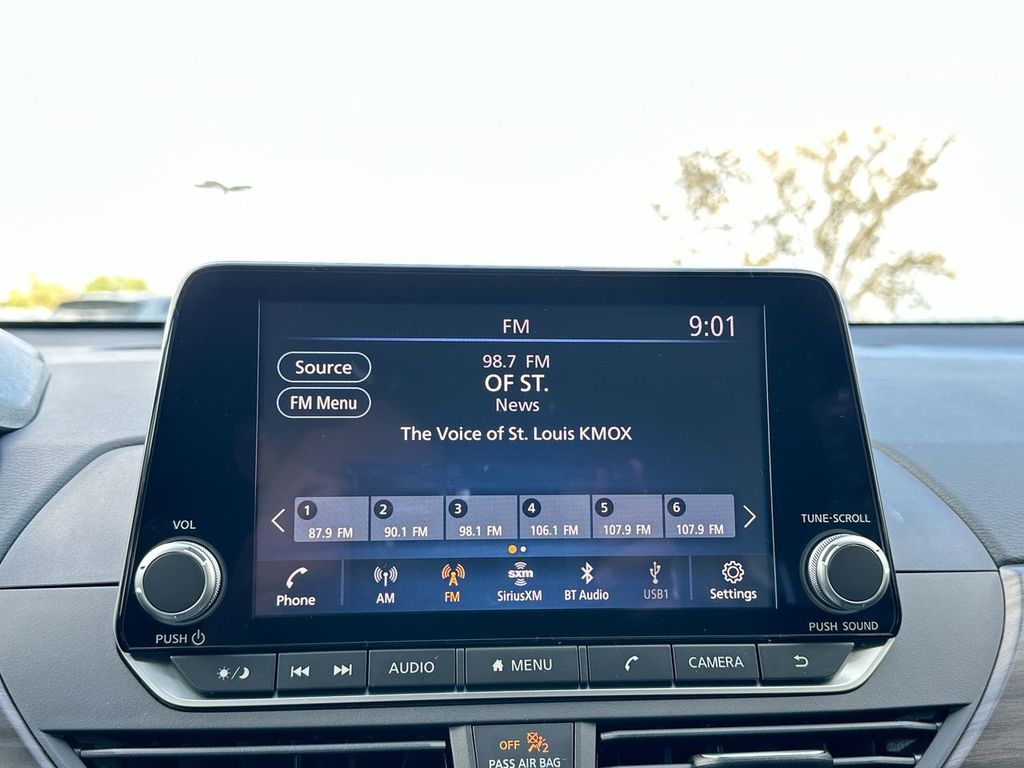 FM 9:01
Source
98.7 FM
OF ST.
FM Menu
News
The Voice of St. Louis KMOX
1 2 3 4 5 6
87.9 FM 90.1 FM 98.1 FM 106.1 FM 107.9 FM 107.9 FM
VOL
TUNE·SCROLL
sxm
Phone AM FM SiriusXM BT Audio USB1 Settings
PUSH
PUSH SOUND
AUDIO MENU CAMERA
OFF 2
PASS AIR BAG